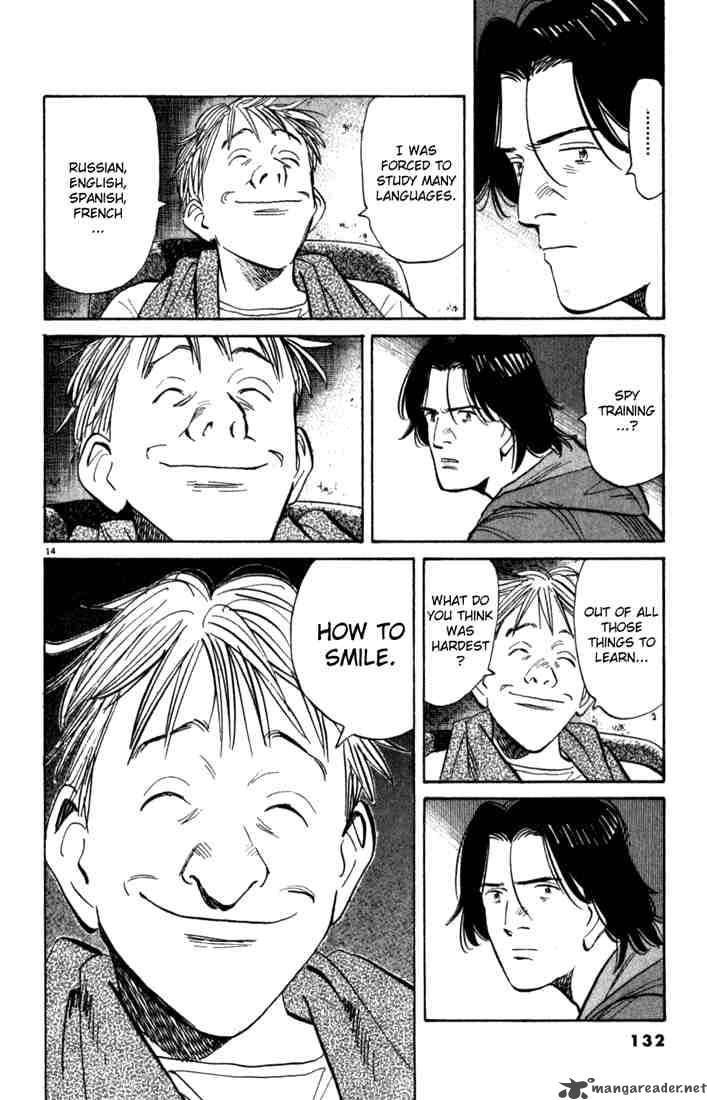 ..........
I WAS
FORCED TO
STUDY MANY
LANGUAGES.
RUSSIAN,
ENGLISH,
SPANISH,
FRENCH
...
SPY
TRAINING
...?
14
OUT OF ALL
THOSE
THINGS TO
LEARN...
WHAT DO
YOU THINK
WAS
HARDEST
?
HOW TO
SMILE.
132
mangareader.net